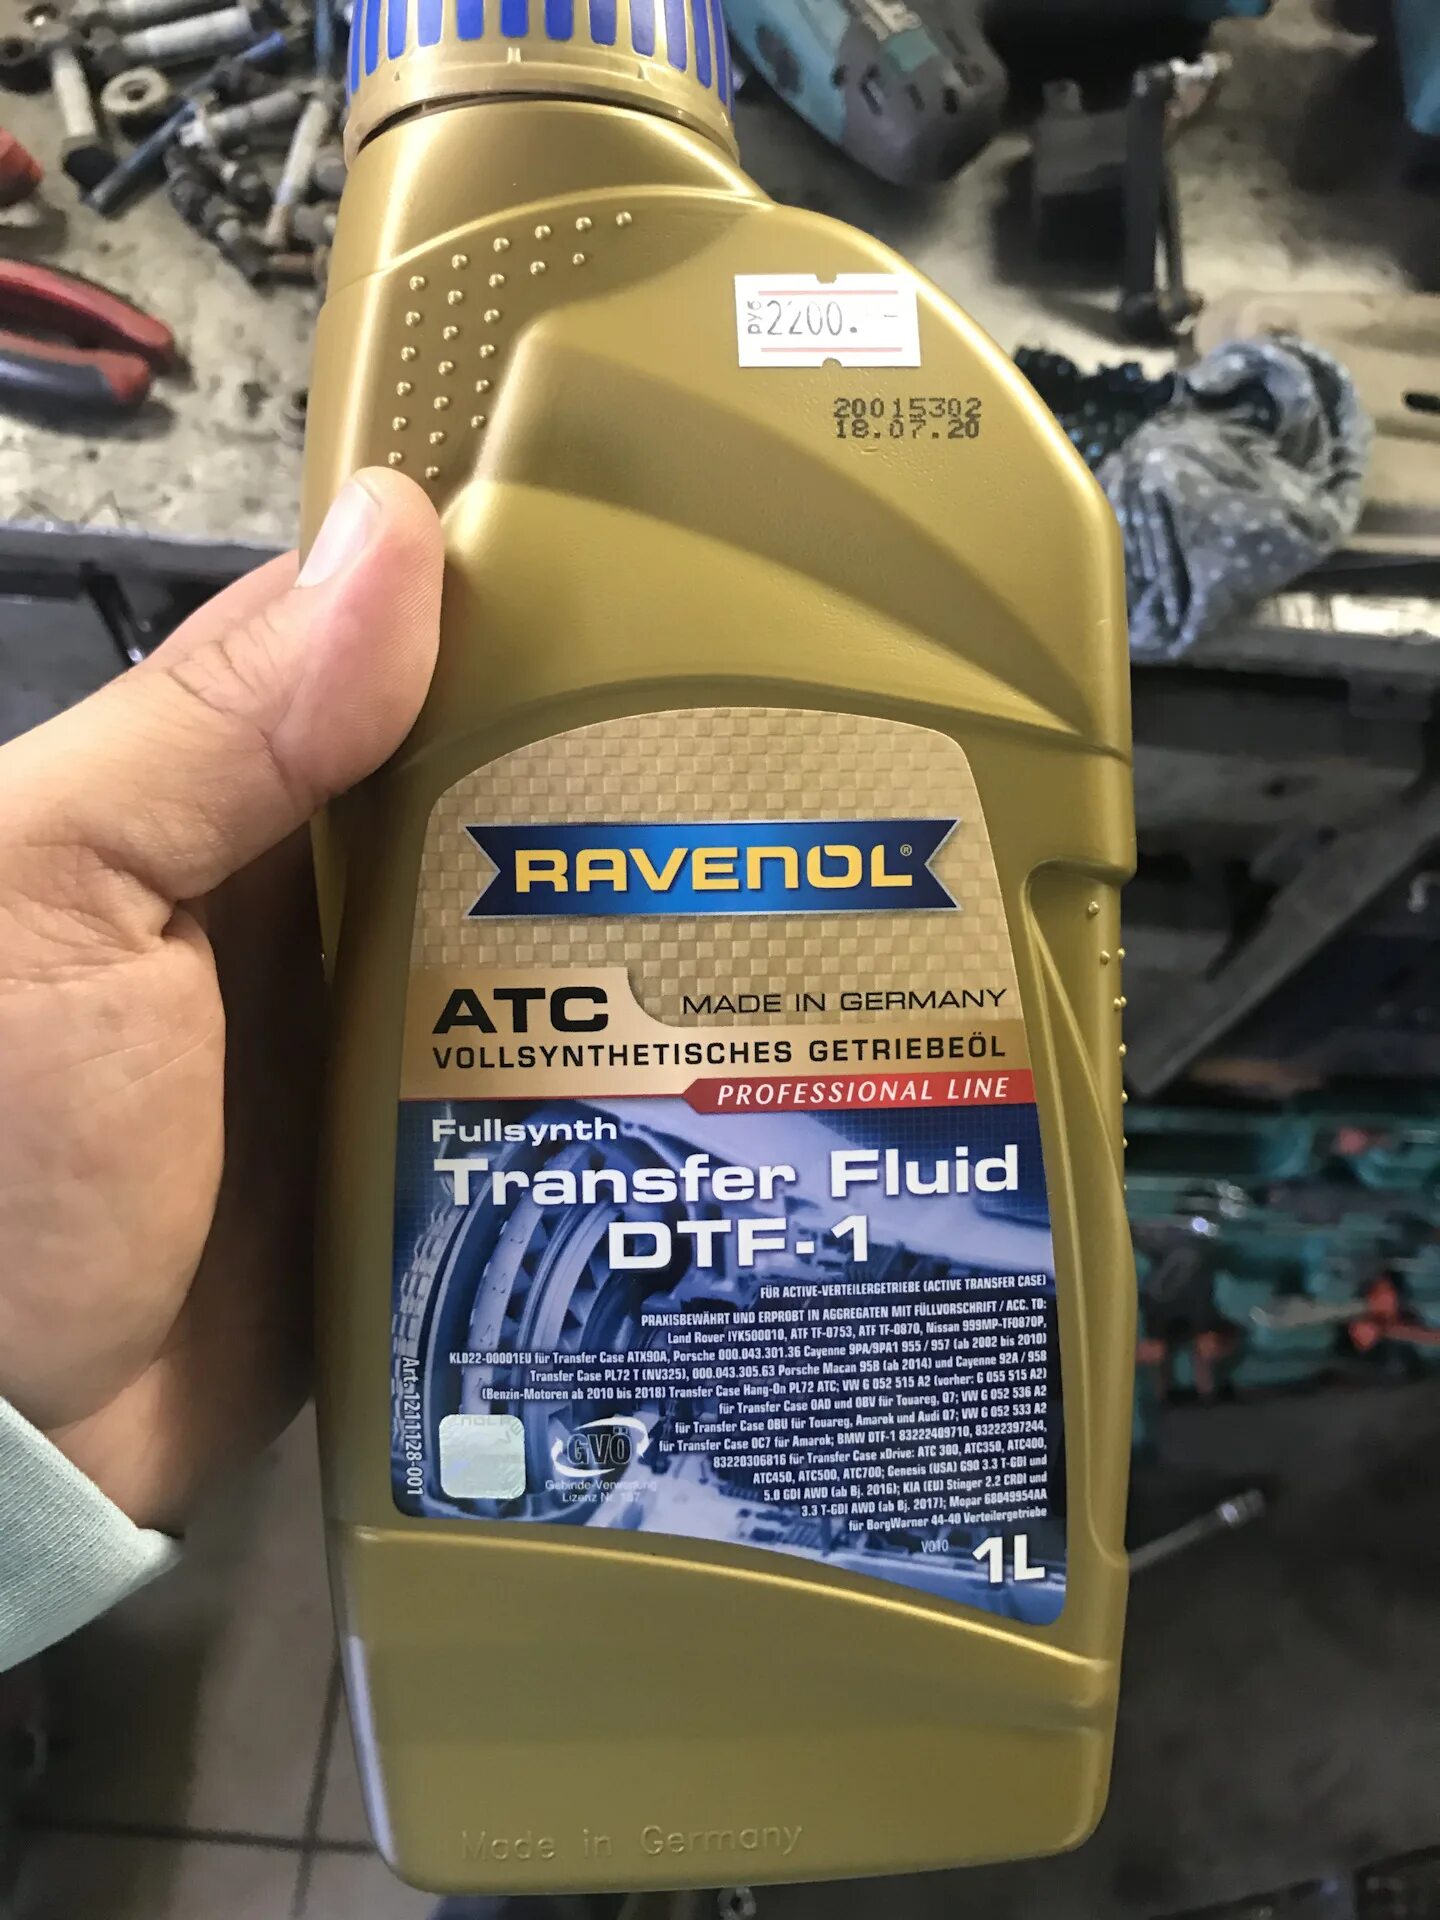 руб 2200.-
20015302
18.07.20
RAVENOL®
ATC
MADE IN GERMANY
VOLLSYNTHETISCHES GETRIEBEÖL
PROFESSIONAL LINE
Fullsynth
Transfer Fluid
DTF-1
FÜR ACTIVE-VERTEILERGETRIEBE (ACTIVE TRANSFER CASE)
PRAXISBEWÄHRT UND ERPROBT IN AGGREGATEN MIT FÜLLVORSCHRIFT / ACC. TO:
Land Rover IYK500010, ATF TF-0753, ATF TF-0870, Nissan 999MP-TF0870P,
KLD22-00001EU für Transfer Case ATX90A, Porsche 000.043.301.36 Cayenne 9PA/9PA1 955 / 957 (ab 2002 bis 2010)
Transfer Case PL72 T (NV325), 000.043.305.63 Porsche Macan 95B (ab 2014) und Cayenne 92A / 958
(Benzin-Motoren ab 2010 bis 2018) Transfer Case Hang-On PL72 ATC; VW G 052 515 A2 (vorher: G 055 515 A2)
für Transfer Case 0AD und 0BV für Touareg, Q7; VW G 052 536 A2
für Transfer Case 0BU für Touareg, Amarok und Audi Q7; VW G 052 533 A2
für Transfer Case 0C7 für Amarok; BMW DTF-1 83222409710, 83222397244,
83220306816 für Transfer Case xDrive: ATC 300, ATC350, ATC400,
ATC450, ATC500, ATC700; Genesis (USA) G90 3.3 T-GDI und
5.0 GDI AWD (ab Bj. 2016); KIA (EU) Stinger 2.2 CRDI und
3.3 T-GDI AWD (ab Bj. 2017); Mopar 68049954AA
für BorgWarner 44-40 Verteilergetriebe
Art. 1211128-001
GVÖ
Gebinde-Verwertung
Lizenz Nr. 187
V010
1L
Made in Germany